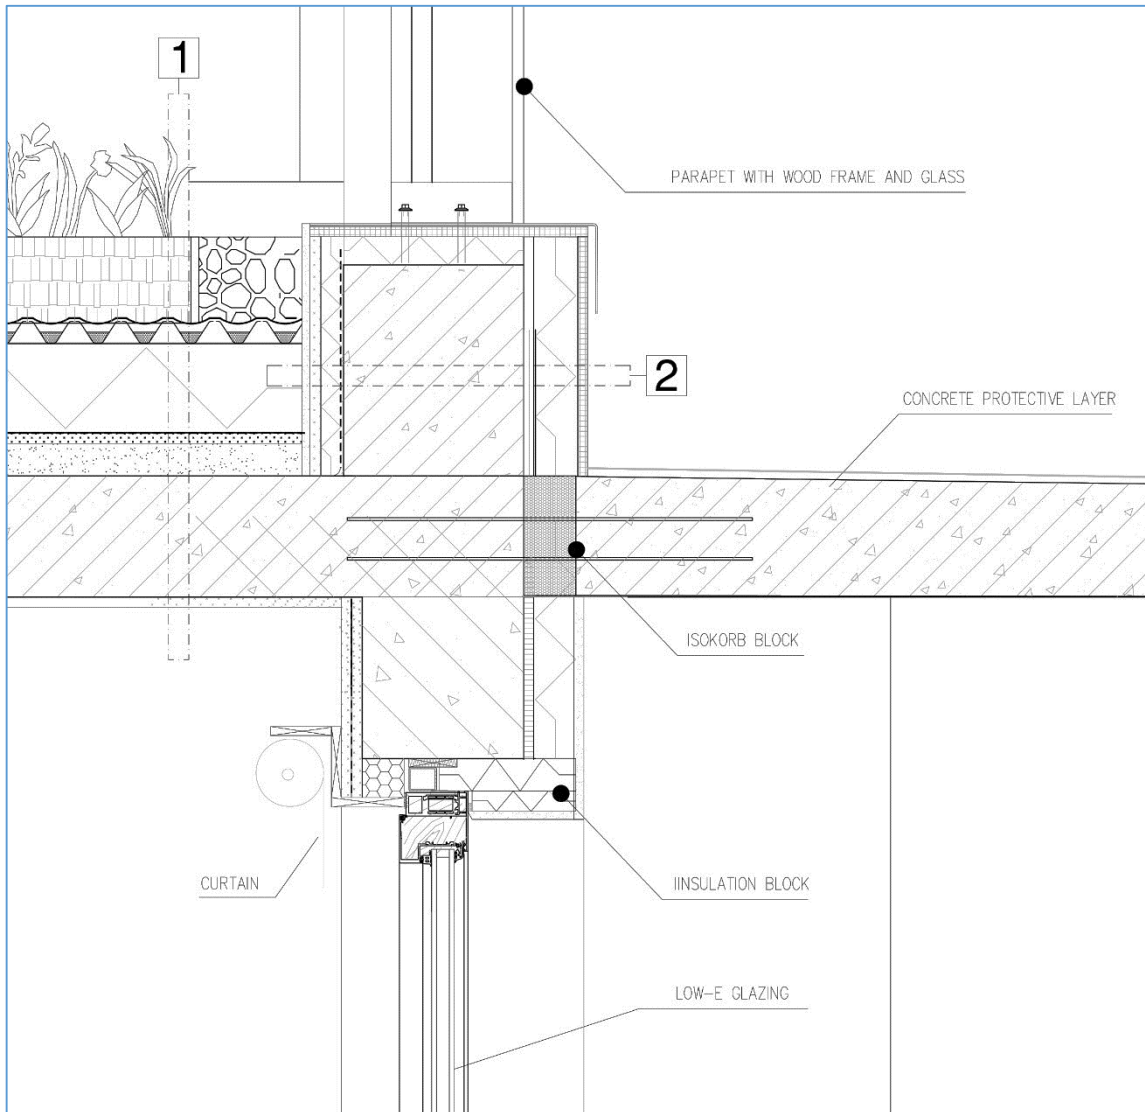 1
PARAPET WITH WOOD FRAME AND GLASS
2
CONCRETE PROTECTIVE LAYER
ISOKORB BLOCK
CURTAIN
IINSULATION BLOCK
LOW-E GLAZING